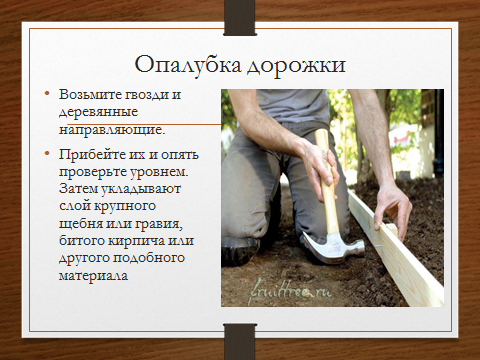 Опалубка дорожки
• Возьмите гвозди и
деревянные
направляющие.
• Прибейте их и опять
проверьте уровнем.
Затем укладывают
слой крупного
щебня или гравия,
битого кирпича или
другого подобного
материала
fruittree.ru